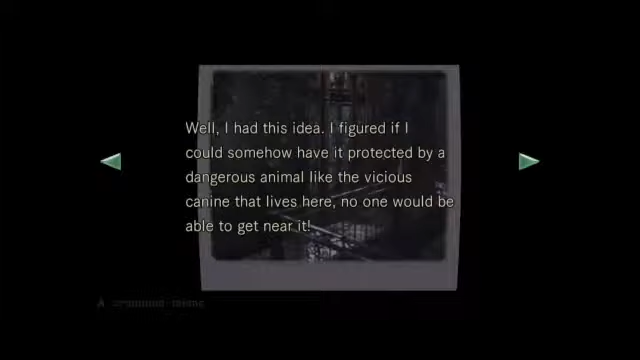 Well, I had this idea. I figured if I
could somehow have it protected by a
dangerous animal like the vicious
canine that lives here, no one would be
able to get near it!